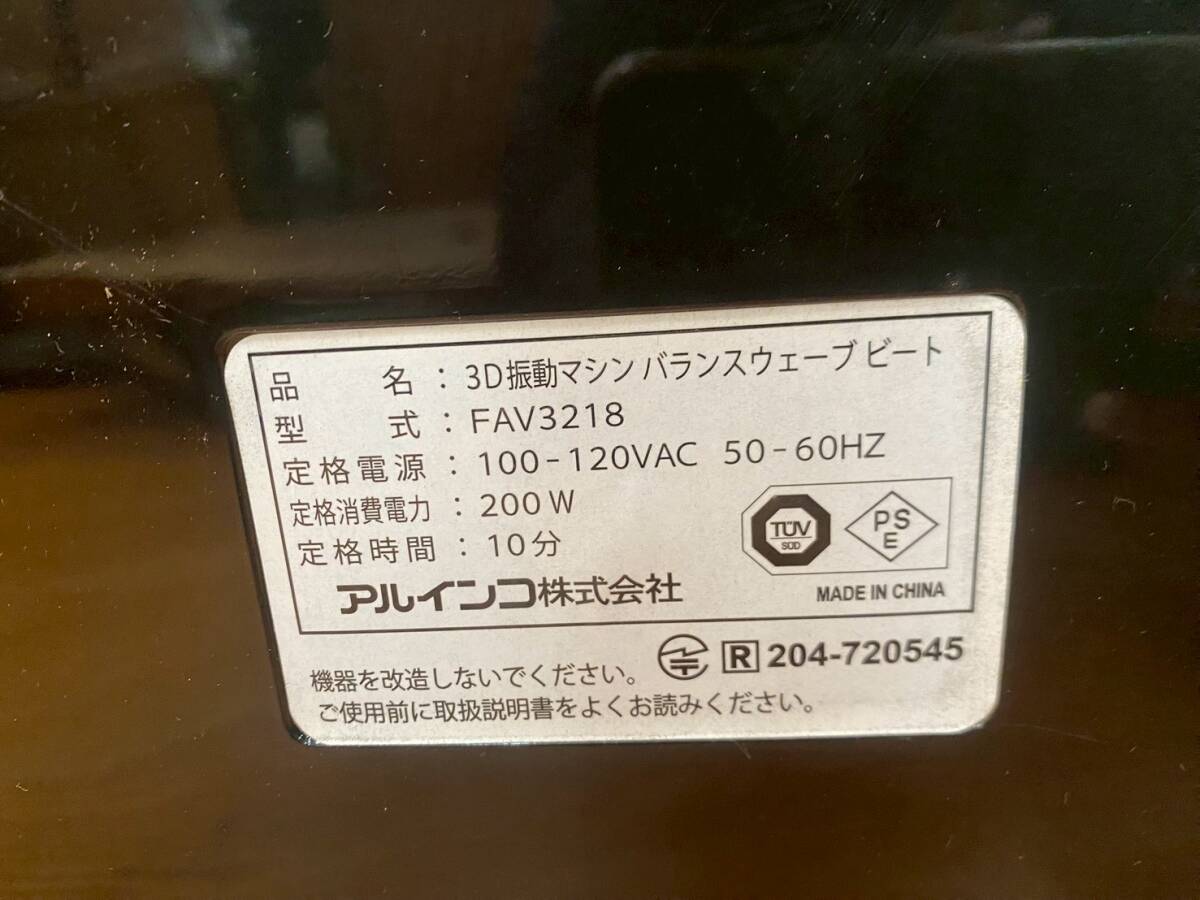 品名：3D振動マシン バランスウェーブ ビート
型式：FAV3218
定格電源：100-120VAC 50-60HZ
定格消費電力：200W
定格時間：10分
TÜV
SÜD
PS
E
アルインコ株式会社
MADE IN CHINA
R 204-720545
機器を改造しないでください。
ご使用前に取扱説明書をよくお読みください。